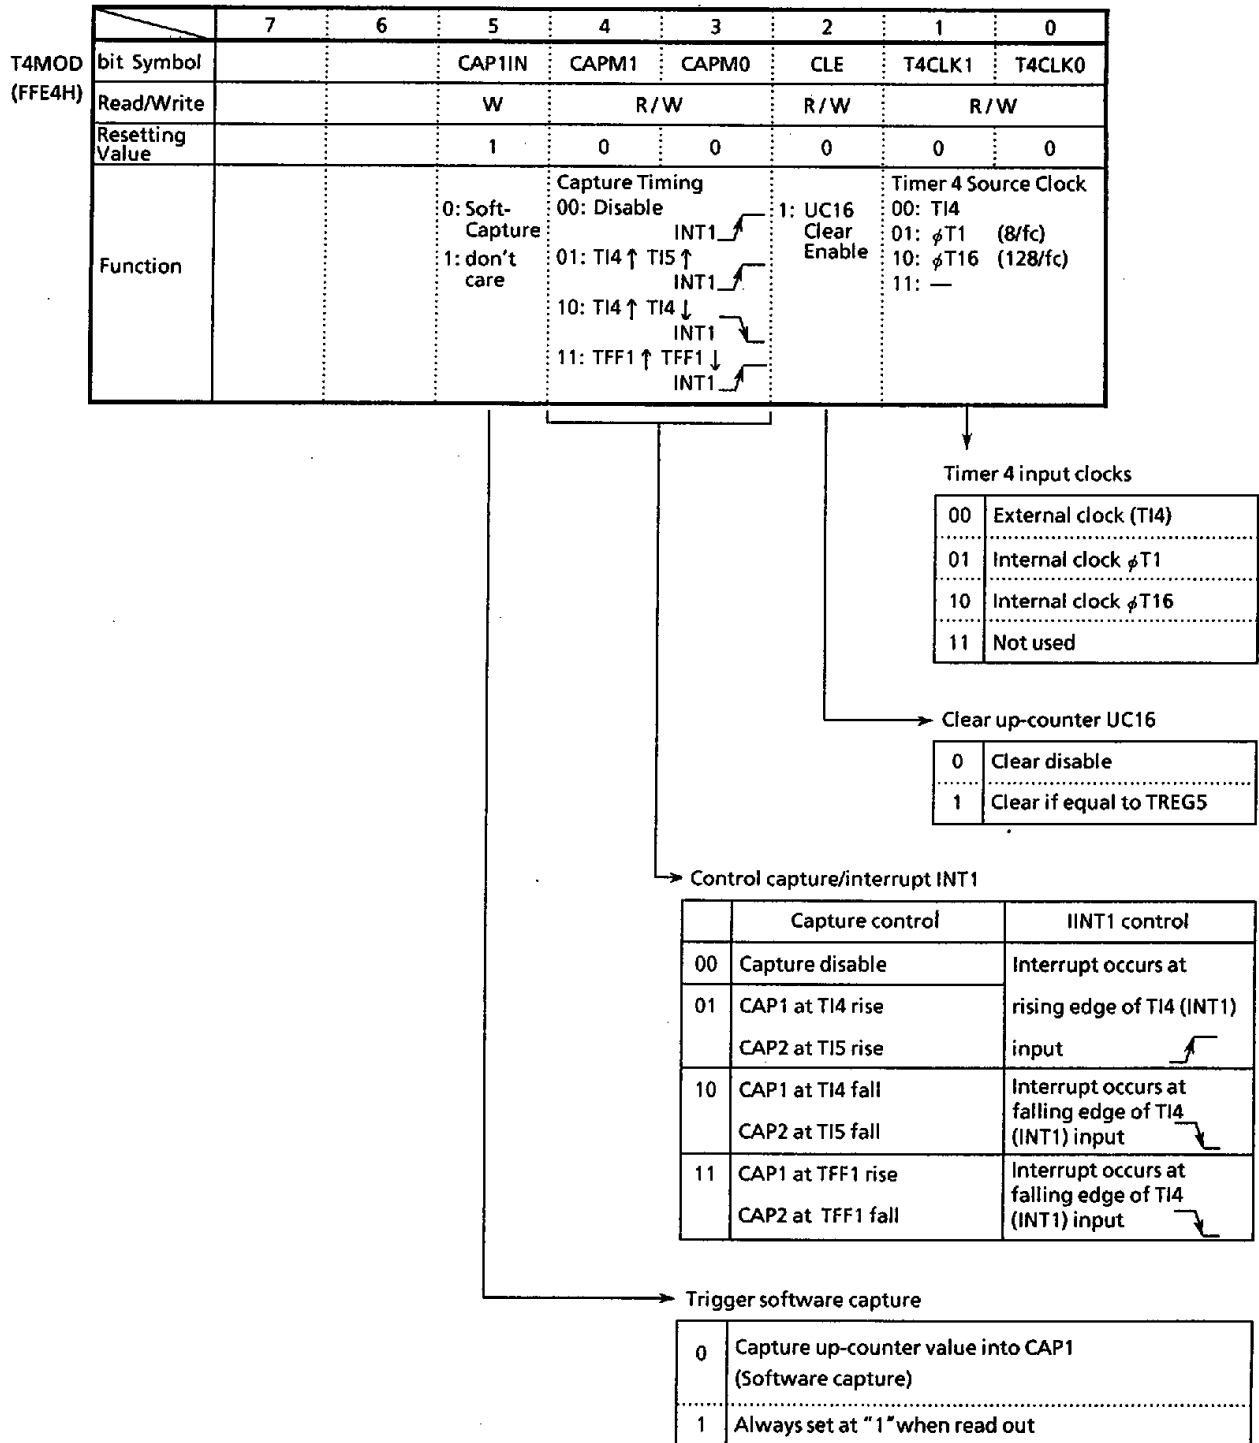 7 6 5 4 3 2 1 0
T4MOD bit Symbol CAP1IN CAPM1 CAPM0 CLE T4CLK1 T4CLK0
(FFE4H) Read/Write W R/W R/W R/W
Resetting
Value 1 0 0 0 0 0
Function
0: Soft-
Capture
1: don't
care
Capture Timing
00: Disable
INT1
01: TI4↑ TI5↑
INT1
10: TI4↑ TI4↓
INT1
11: TFF1↑ TFF1↓
INT1
1: UC16
Clear
Enable
Timer 4 Source Clock
00: TI4
01: φT1 (8/fc)
10: φT16 (128/fc)
11: —
Timer 4 input clocks
00 External clock (TI4)
01 Internal clock φT1
10 Internal clock φT16
11 Not used
Clear up-counter UC16
0 Clear disable
1 Clear if equal to TREG5
Control capture/interrupt INT1
Capture control IINT1 control
00 Capture disable Interrupt occurs at
01 CAP1 at TI4 rise rising edge of TI4 (INT1)
CAP2 at TI5 rise input
10 CAP1 at TI4 fall
CAP2 at TI5 fall
Interrupt occurs at
falling edge of TI4
(INT1) input
11 CAP1 at TFF1 rise
CAP2 at TFF1 fall
Interrupt occurs at
falling edge of TI4
(INT1) input
Trigger software capture
0 Capture up-counter value into CAP1
(Software capture)
1 Always set at "1" when read out